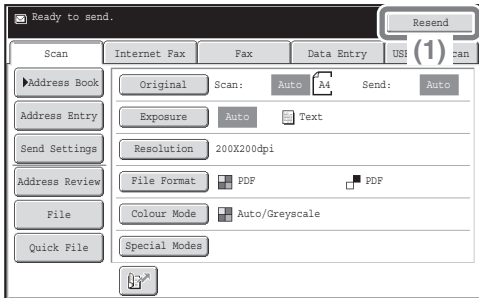 Ready to send.
Resend
(1)
Scan Internet Fax Fax Data Entry USB can
Address Book Original Scan: Auto A4 Send: Auto
Address Entry Exposure Auto Text
Send Settings Resolution 200X200dpi
Address Review File Format PDF PDF
File Colour Mode Auto/Greyscale
Quick File Special Modes